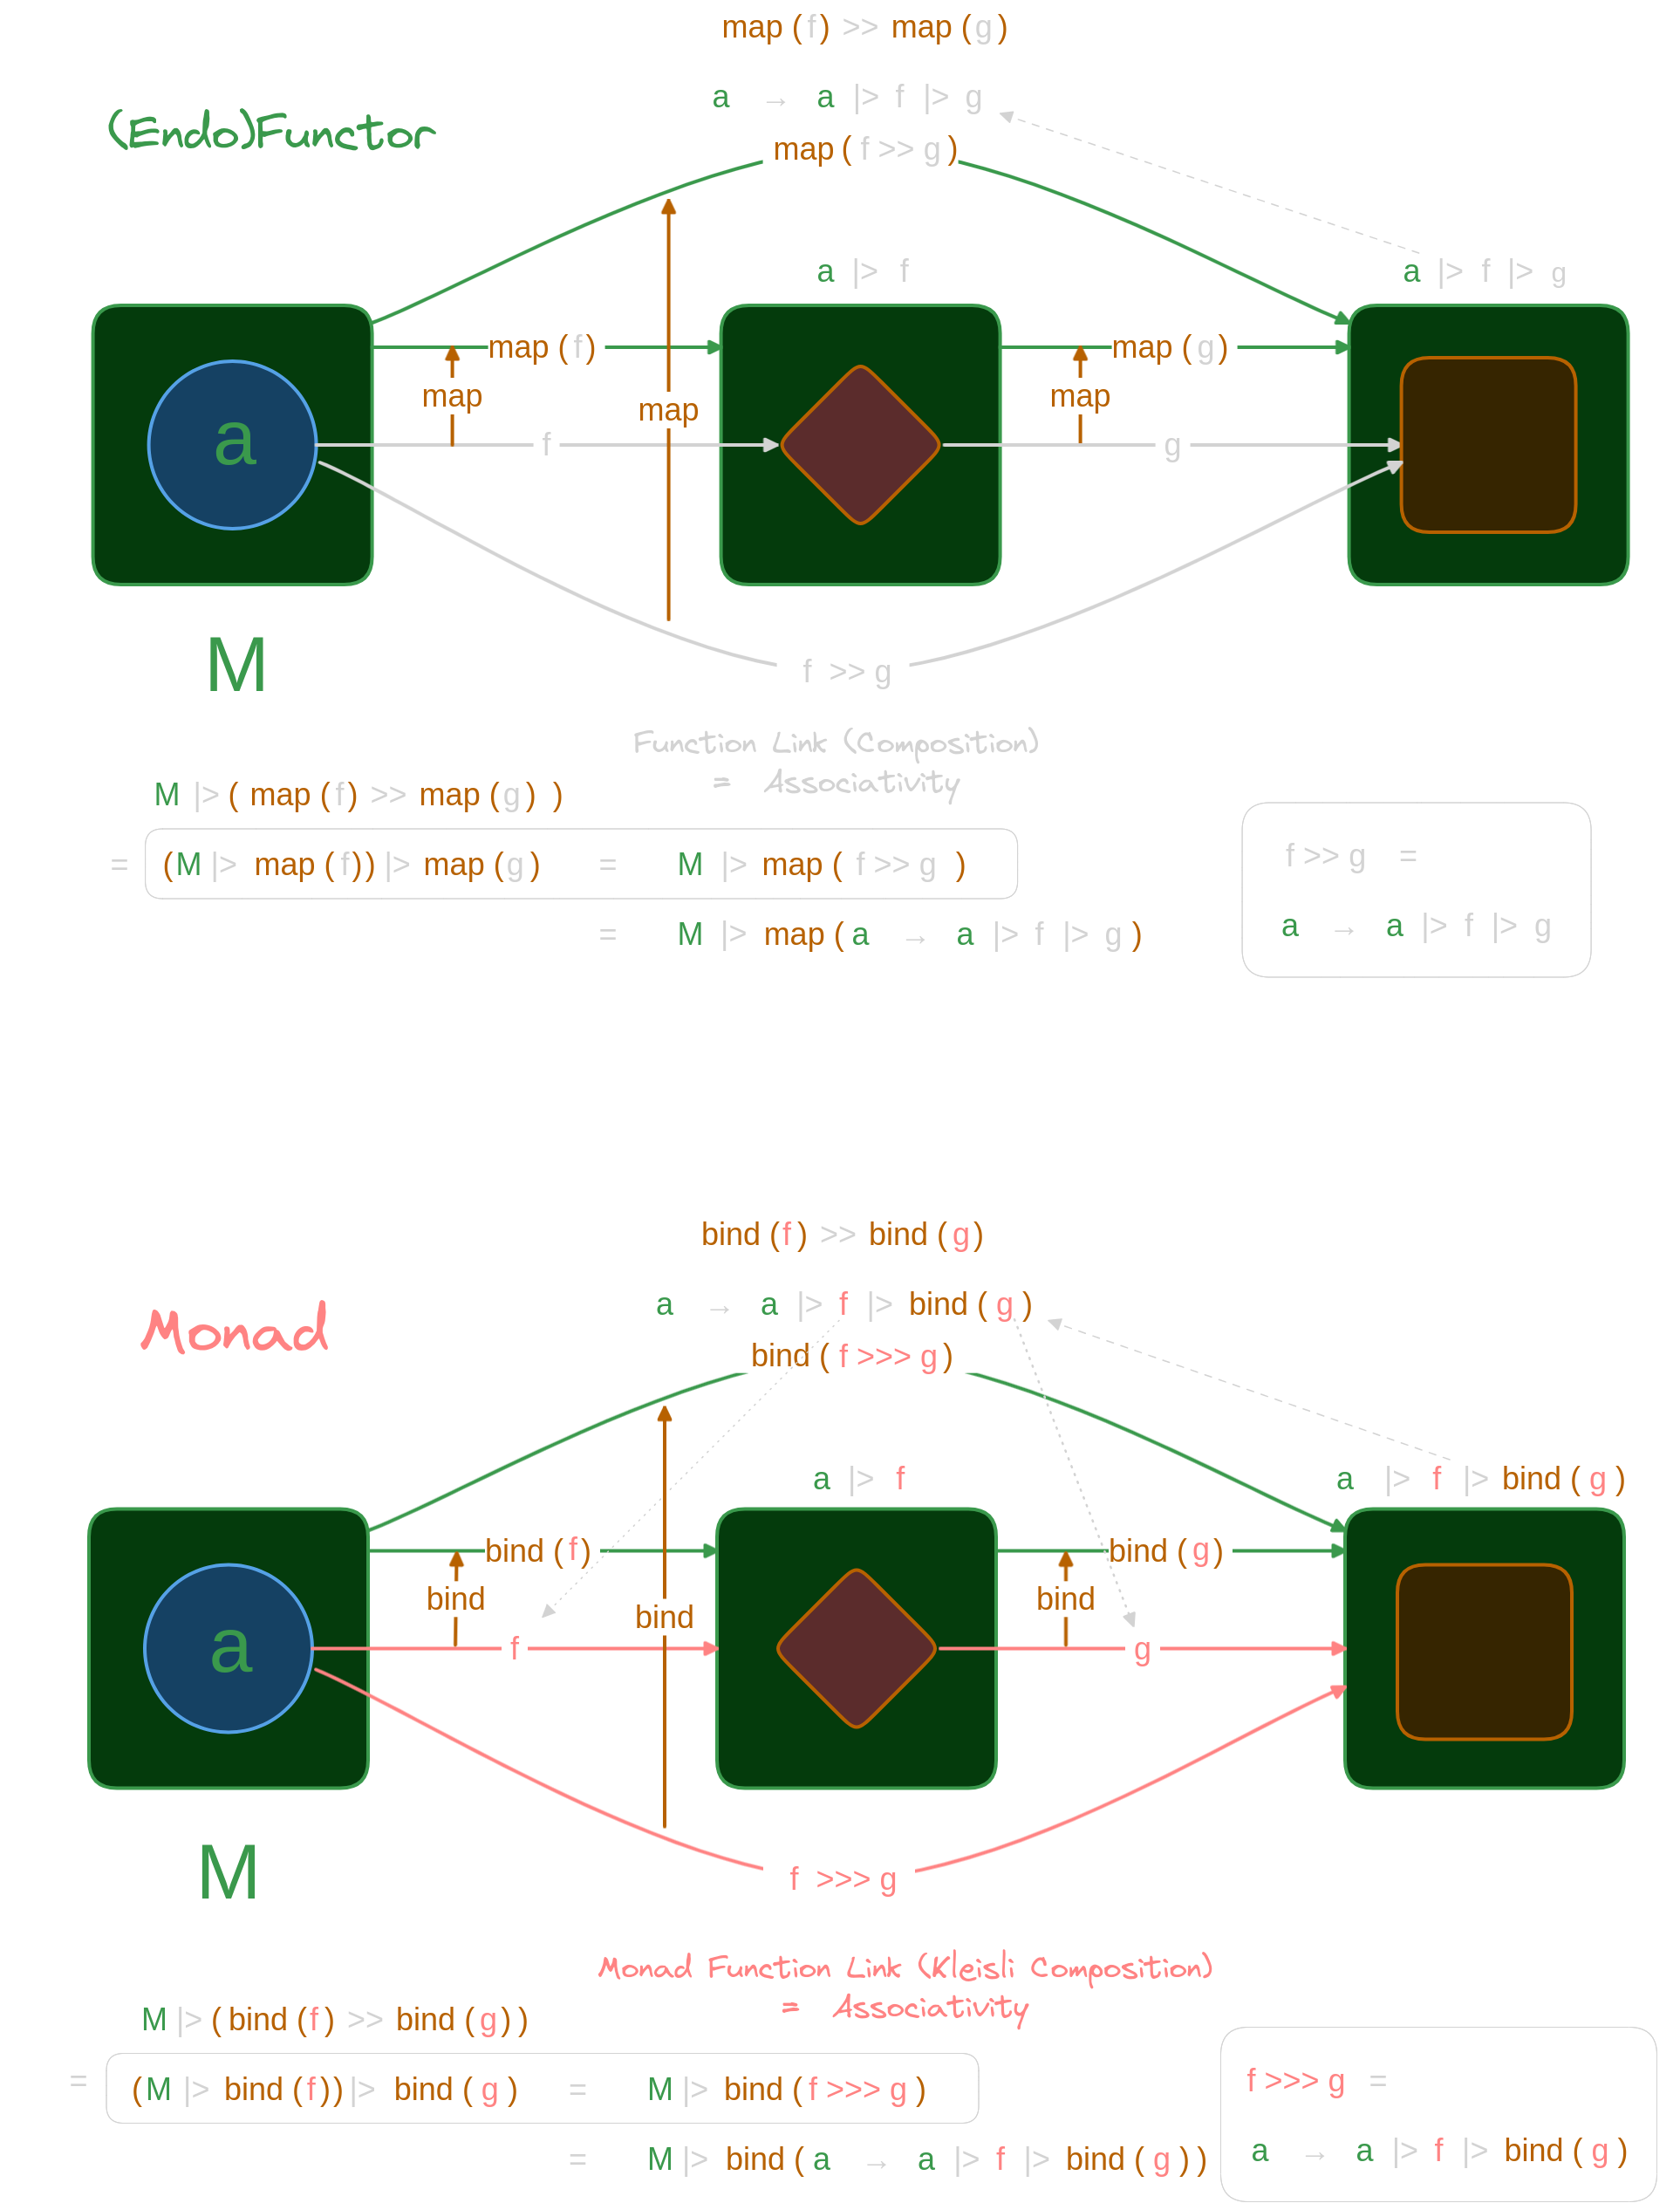 map (f) >> map (g)
a → a |> f |> g
(Endo)Functor
map ( f >> g )
a |> f
a |> f |> g
map (f)
map (g)
map
map
map
a
f
g
M
f >> g
Function Link (Composition)
= Associativity
M |> ( map (f) >> map (g) )
= (M |> map (f)) |> map (g) = M |> map ( f >> g )
= M |> map ( a → a |> f |> g )
f >> g =
a → a |> f |> g
bind (f) >> bind (g)
a → a |> f |> bind ( g )
Monad
bind ( f >>> g )
a |> f
a |> f |> bind ( g )
bind (f)
bind (g)
bind
bind
bind
a
f
g
M
f >>> g
Monad Function Link (Kleisli Composition)
= Associativity
M |> ( bind (f) >> bind (g) )
= (M |> bind (f)) |> bind ( g ) = M |> bind ( f >>> g )
= M |> bind ( a → a |> f |> bind ( g ) )
f >>> g =
a → a |> f |> bind ( g )